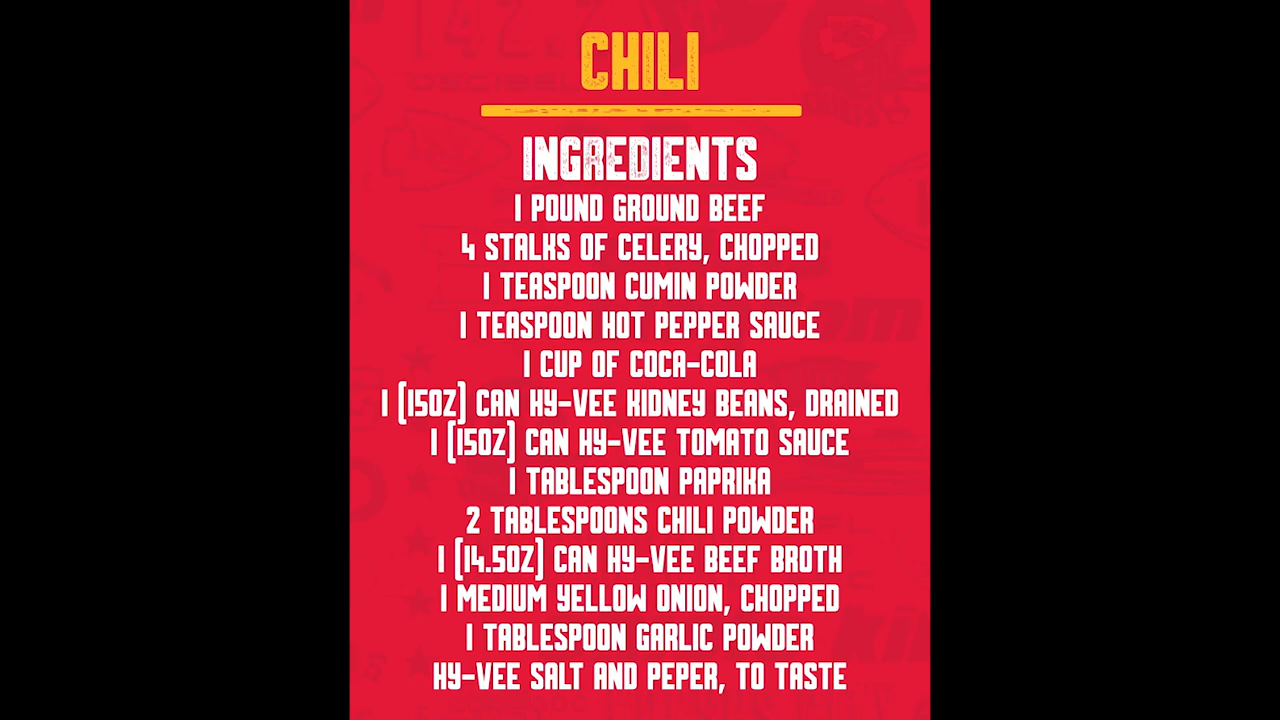 CHILI
INGREDIENTS
1 POUND GROUND BEEF
4 STALKS OF CELERY, CHOPPED
1 TEASPOON CUMIN POWDER
1 TEASPOON HOT PEPPER SAUCE
1 CUP OF COCA-COLA
1 (15OZ) CAN HY-VEE KIDNEY BEANS, DRAINED
1 (15OZ) CAN HY-VEE TOMATO SAUCE
1 TABLESPOON PAPRIKA
2 TABLESPOONS CHILI POWDER
1 (14.5OZ) CAN HY-VEE BEEF BROTH
1 MEDIUM YELLOW ONION, CHOPPED
1 TABLESPOON GARLIC POWDER
HY-VEE SALT AND PEPER, TO TASTE